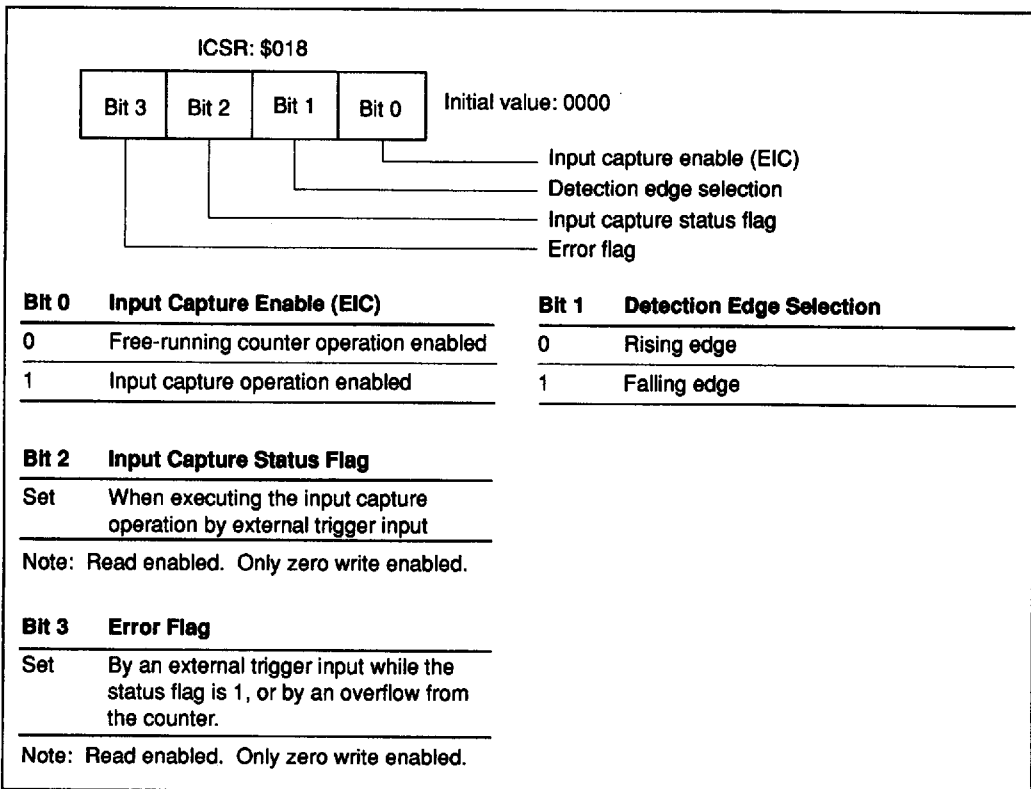 ICSR: $018
Bit 3 Bit 2 Bit 1 Bit 0 Initial value: 0000
Input capture enable (EIC)
Detection edge selection
Input capture status flag
Error flag
Bit 0 Input Capture Enable (EIC)
0 Free-running counter operation enabled
1 Input capture operation enabled
Bit 1 Detection Edge Selection
0 Rising edge
1 Falling edge
Bit 2 Input Capture Status Flag
Set When executing the input capture
operation by external trigger input
Note: Read enabled. Only zero write enabled.
Bit 3 Error Flag
Set By an external trigger input while the
status flag is 1, or by an overflow from
the counter.
Note: Read enabled. Only zero write enabled.